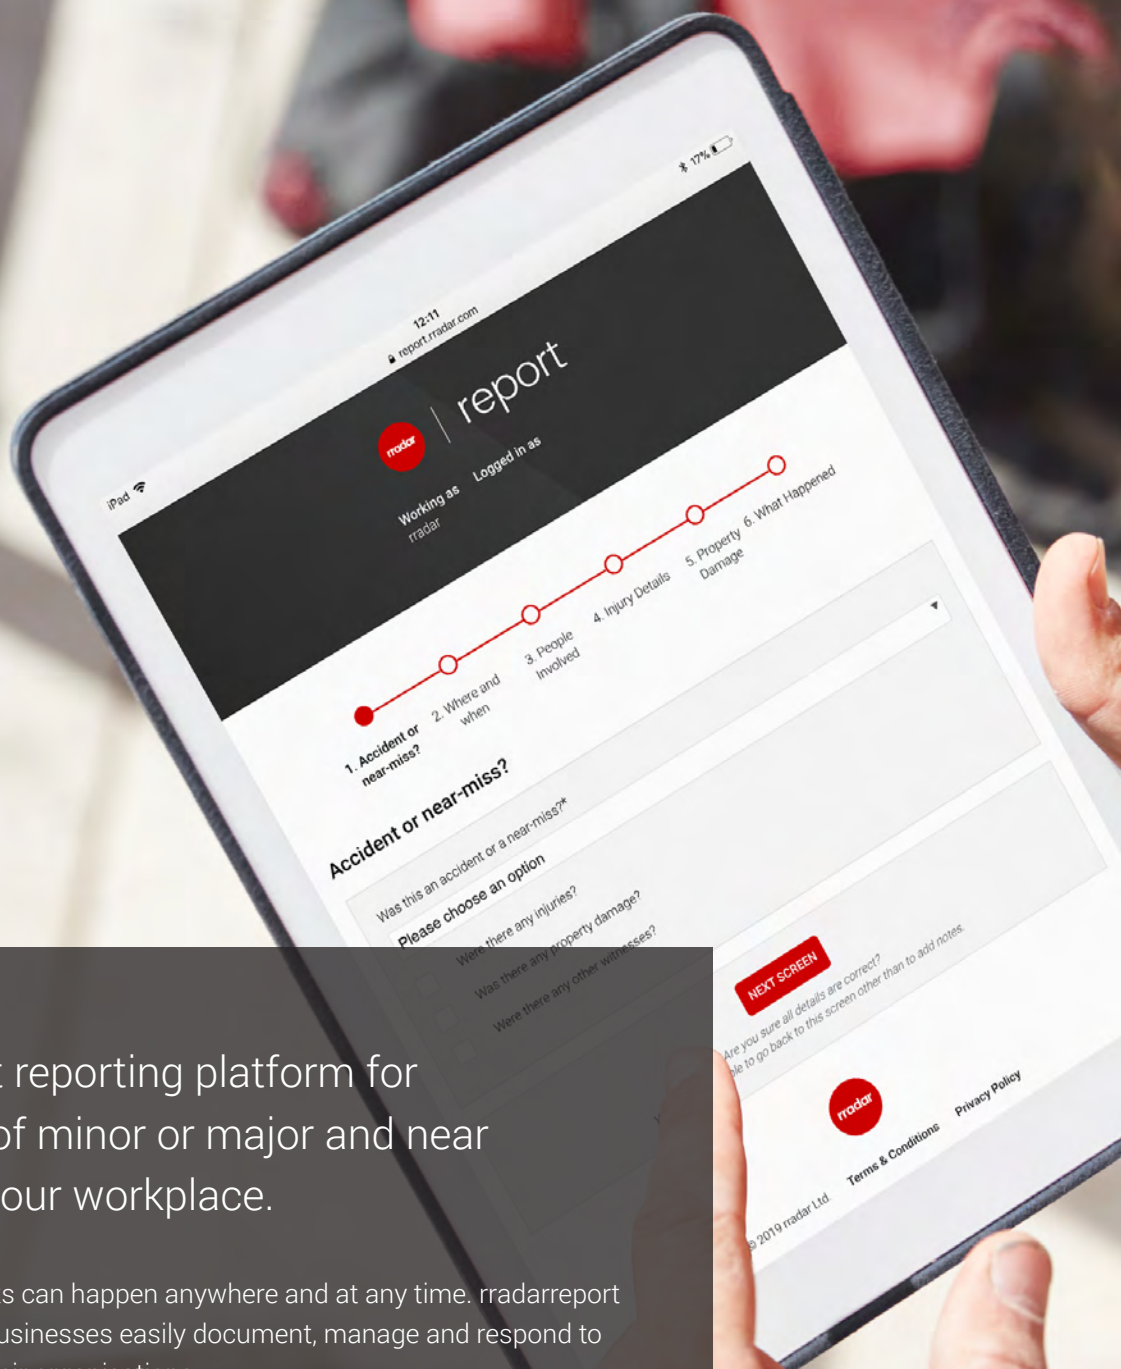 iPad
12:11
17%
report.rradar.com
rradar | report
Working as Logged in as
rradar
1. Accident or
near-miss?
2. Where and
when
3. People
Involved
4. Injury Details
5. Property
Damage
6. What Happened
Accident or near-miss?
Was this an accident or a near-miss?*
Please choose an option
Were there any injuries?
Was there any property damage?
Were there any other witnesses?
NEXT SCREEN
Are you sure all details are correct?
to go back to this screen other than to add notes.
rradar
© 2019 rradar Ltd. Terms & Conditions Privacy Policy
reporting platform for
of minor or major and near
our workplace.
can happen anywhere and at any time. rradarreport
businesses easily document, manage and respond to